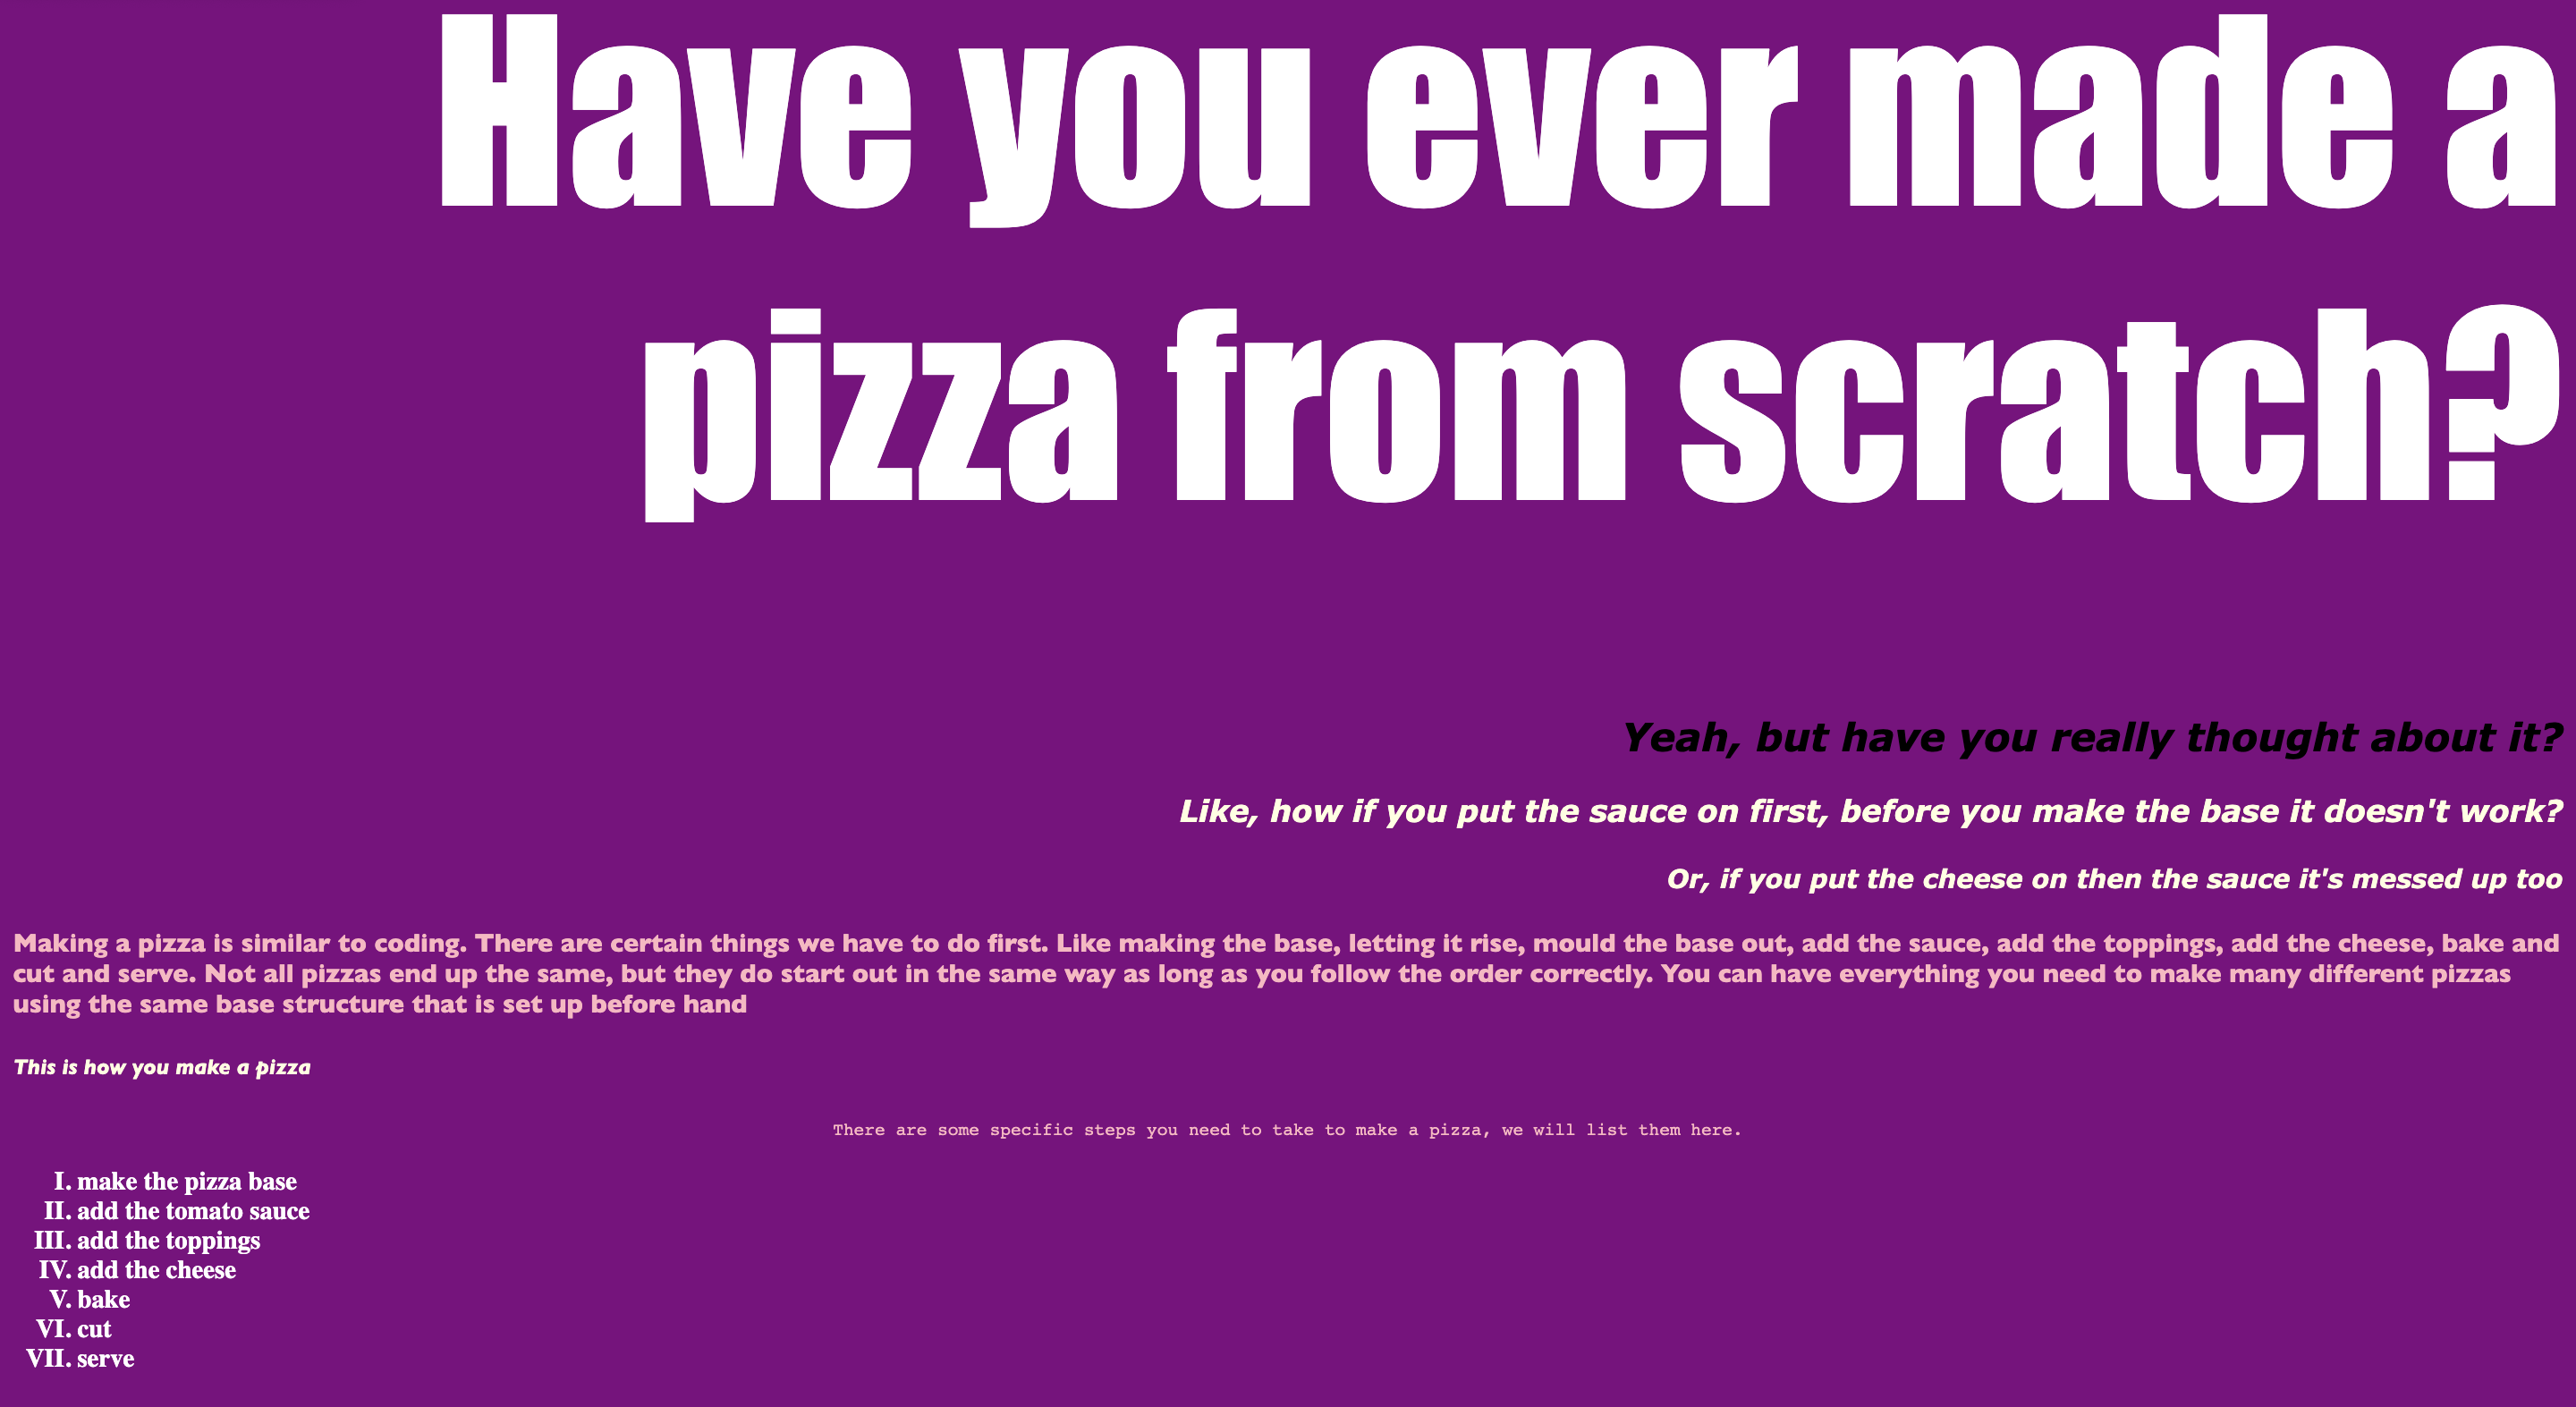 Have you ever made a
pizza from scratch?
Yeah, but have you really thought about it?
Like, how if you put the sauce on first, before you make the base it doesn't work?
Or, if you put the cheese on then the sauce it's messed up too
Making a pizza is similar to coding. There are certain things we have to do first. Like making the base, letting it rise, mould the base out, add the sauce, add the toppings, add the cheese, bake and
cut and serve. Not all pizzas end up the same, but they do start out in the same way as long as you follow the order correctly. You can have everything you need to make many different pizzas
using the same base structure that is set up before hand
This is how you make a pizza
There are some specific steps you need to take to make a pizza, we will list them here.
I. make the pizza base
II. add the tomato sauce
III. add the toppings
IV. add the cheese
V. bake
VI. cut
VII. serve